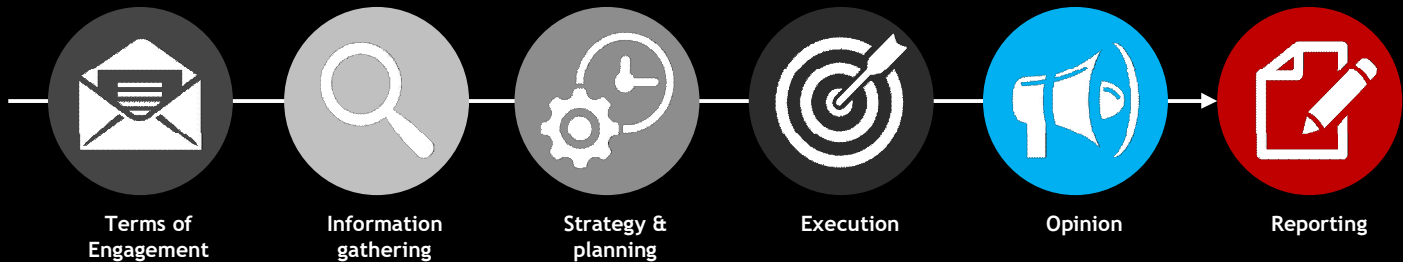 Terms of
Engagement
Information
gathering
Strategy &
planning
Execution
Opinion
Reporting